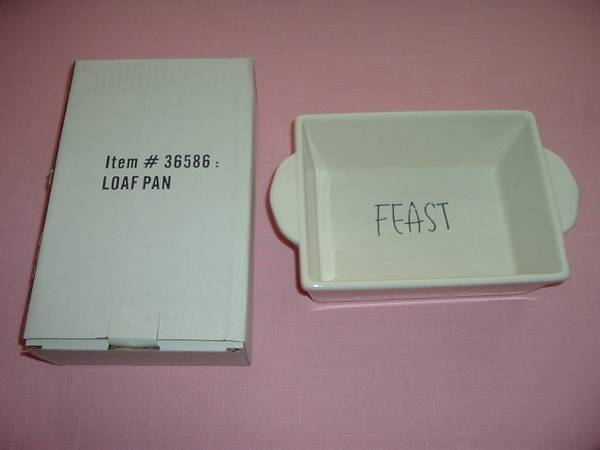 Item # 36586:
LOAF PAN
FEAST